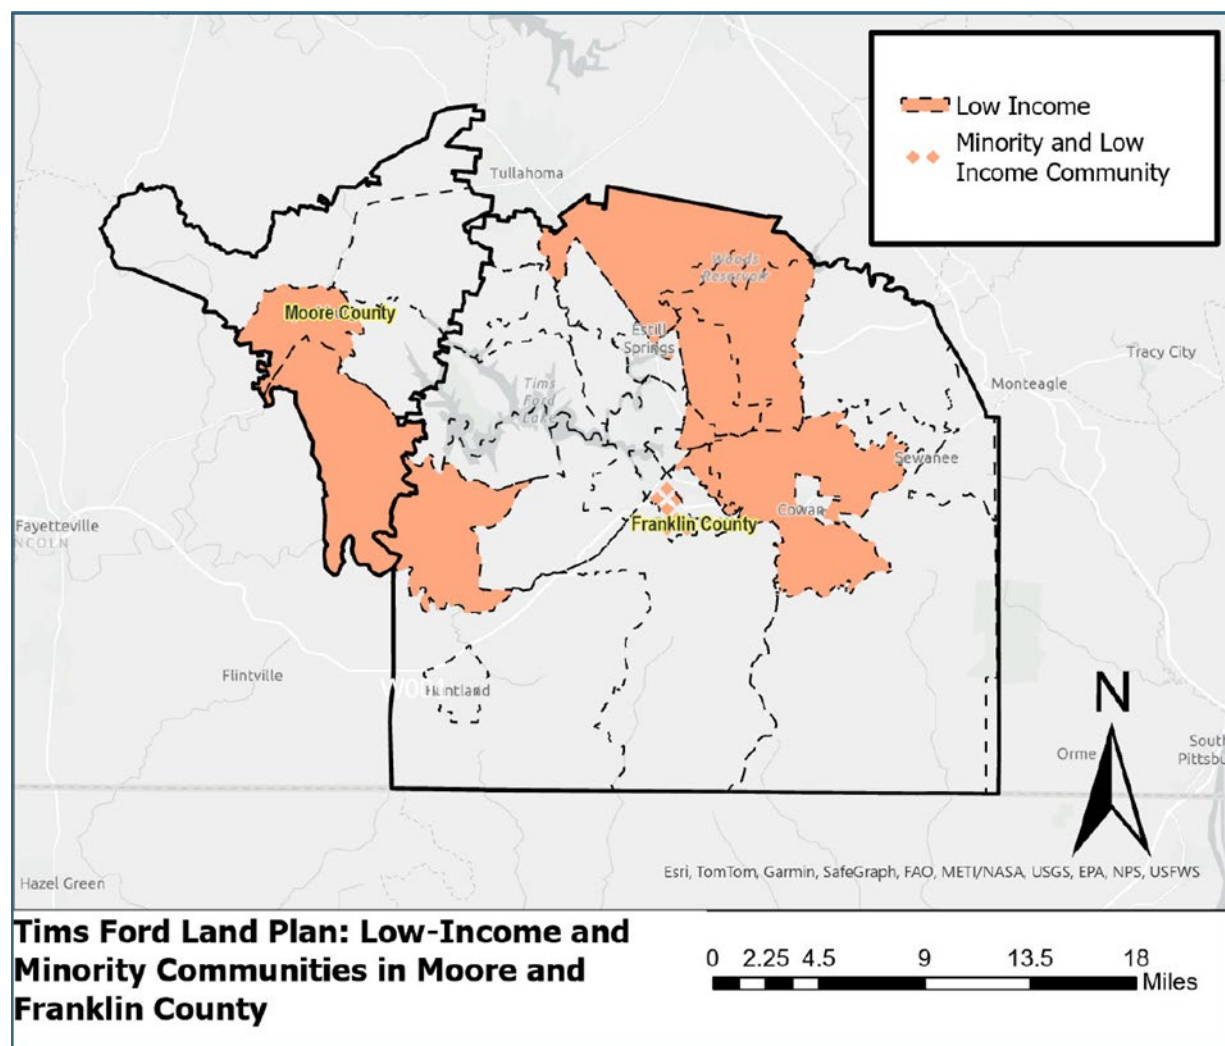 Low Income
Minority and Low
Income Community
Tullahoma
Woods
Reservoir
Moore County
Estill
Springs
Tracy City
Monteagle
Tims
Ford
Lake
Sewanee
Cowan
Fayetteville
NCOLN
Franklin County
Flintville
Huntland
N
Orme
South
Pittsbu
Esri, TomTom, Garmin, SafeGraph, FAO, METI/NASA, USGS, EPA, NPS, USFWS
Hazel Green
Tims Ford Land Plan: Low-Income and
Minority Communities in Moore and
Franklin County
0 2.25 4.5 9 13.5 18
Miles